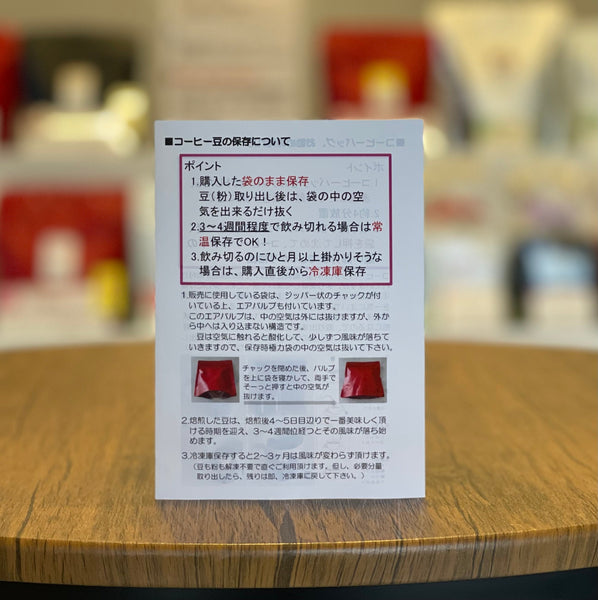 ■コーヒー豆の保存について
ポイント
1.購入した袋のまま保存
豆(粉)取り出し後は、袋の中の空
気を出来るだけ抜く
2.3〜4週間程度で飲み切れる場合は常
温保存でOK！
3.飲み切るのにひと月以上掛かりそうな
場合は、購入直後から冷凍庫保存
1.販売に使用している袋は、ジッパー状のチャックが付
いている上、エアバルブも付いています。
このエアバルブは、中の空気は外には抜けますが、外か
ら中へは入り込まない構造です。
豆は空気に触れると酸化して、少しずつ風味が落ちて
いきますので、保存時極力袋の中の空気は抜いて下さい。
チャックを閉めた後、バルブ
を上に袋を寝かして、両手で
そーっと押すと中の空気が
抜けます。
2.焙煎した豆は、焙煎後4〜5日目辺りで一番美味しく頂
ける時期を迎え、3〜4週間位経つとその風味が落ち始
めます。
3.冷凍庫保存すると2〜3ヶ月は風味が変わらず頂けます。
(豆も粉も解凍不要で直ぐご利用頂けます。但し、必要分量
取り出したら、残りは即、冷凍庫に戻して下さい。)